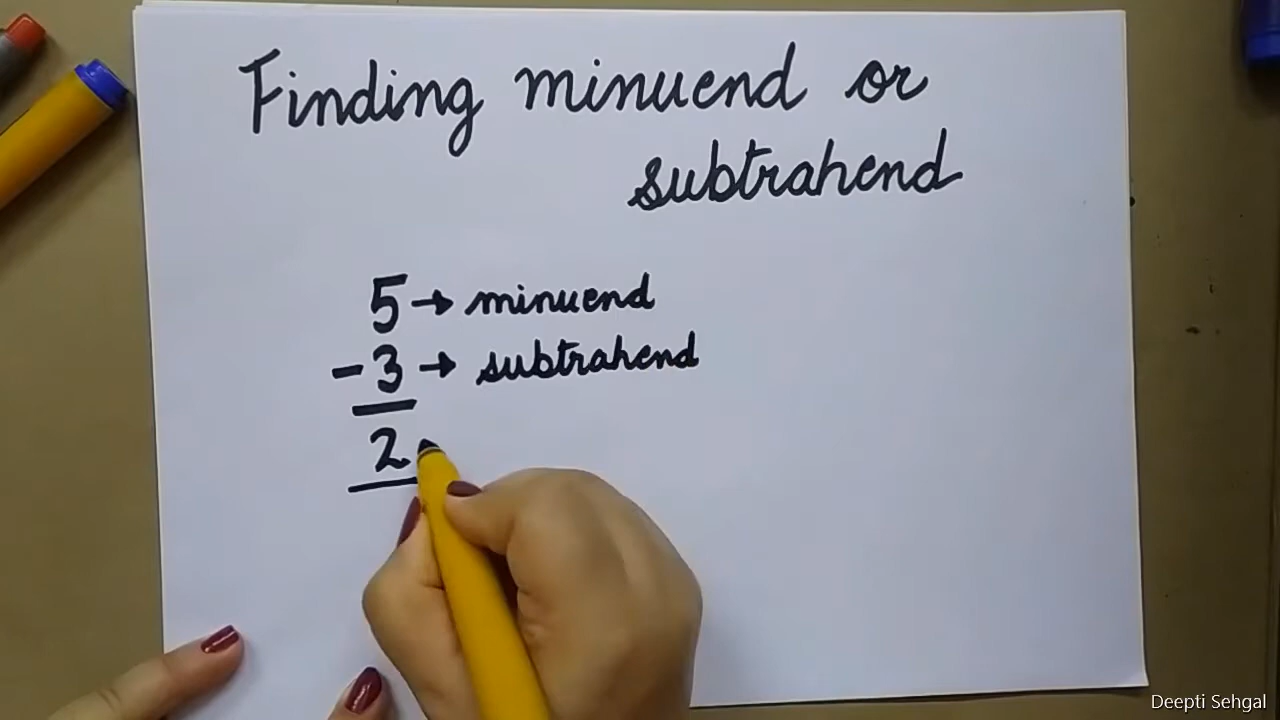 Finding minuend or
subtrahend
5 → minuend
- 3 → subtrahend
2
Deepti Sehgal